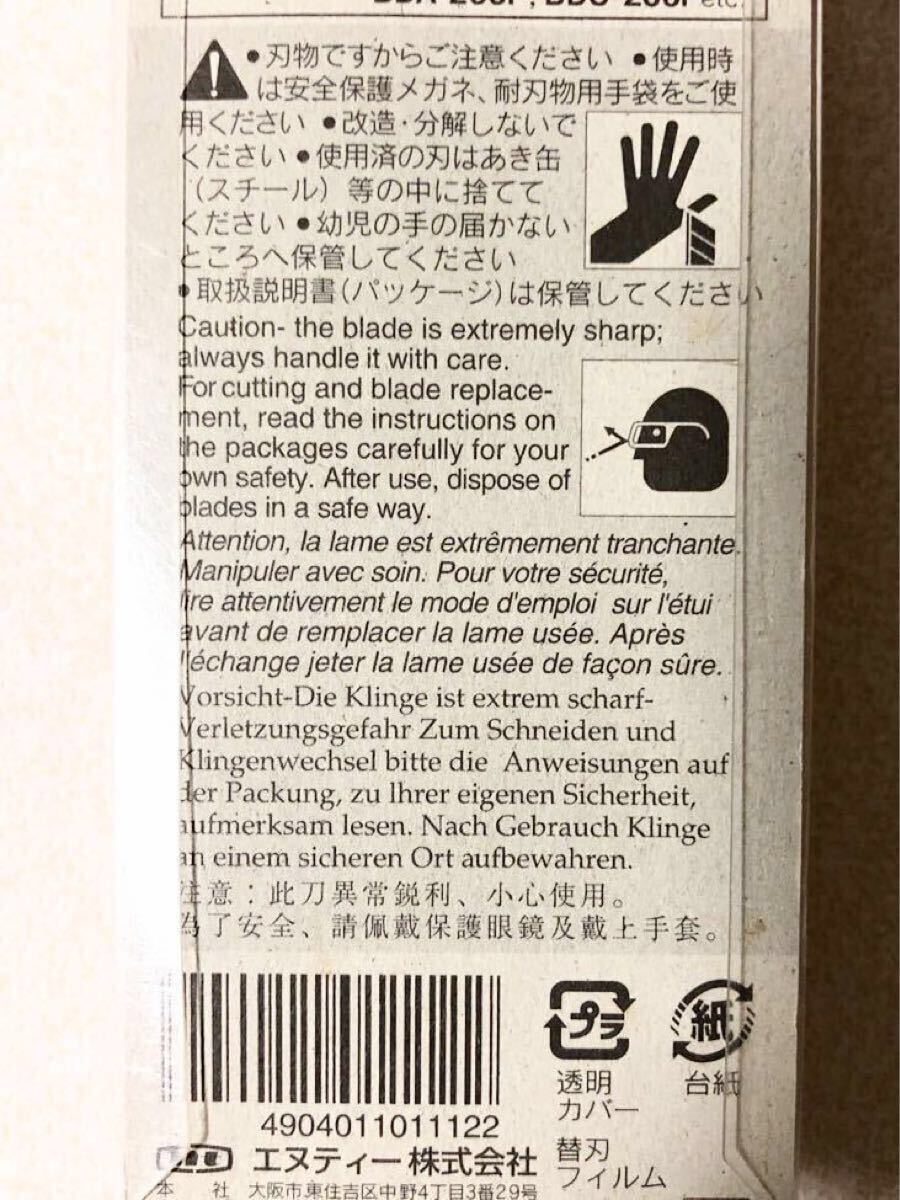 BDA-200P, BDC-200P etc.
●刃物ですからご注意ください ●使用時
は安全保護メガネ、耐刃物用手袋をご使
用ください ●改造・分解しないで
ください ●使用済の刃はあき缶
（スチール）等の中に捨てて
ください ●幼児の手の届かない
ところへ保管してください
●取扱説明書（パッケージ）は保管してください
Caution- the blade is extremely sharp;
always handle it with care.
For cutting and blade replace-
ment, read the instructions on
the packages carefully for your
own safety. After use, dispose of
blades in a safe way.
Attention, la lame est extrêmement tranchante.
Manipuler avec soin. Pour votre sécurité,
lire attentivement le mode d'emploi sur l'étui
avant de remplacer la lame usée. Après
l'échange jeter la lame usée de façon sûre.
Vorsicht-Die Klinge ist extrem scharf-
Verletzungsgefahr Zum Schneiden und
Klingenwechsel bitte die Anweisungen auf
der Packung, zu Ihrer eigenen Sicherheit,
aufmerksam lesen. Nach Gebrauch Klinge
an einem sicheren Ort aufbewahren.
注意：此刀異常鋭利、小心使用。
為了安全、請佩戴保護眼鏡及戴上手套。
プラ
紙
透明
カバー
台紙
4904011011122
替刃
フィルム
エヌティー株式会社
本 社 大阪市東住吉区中野4丁目3番29号